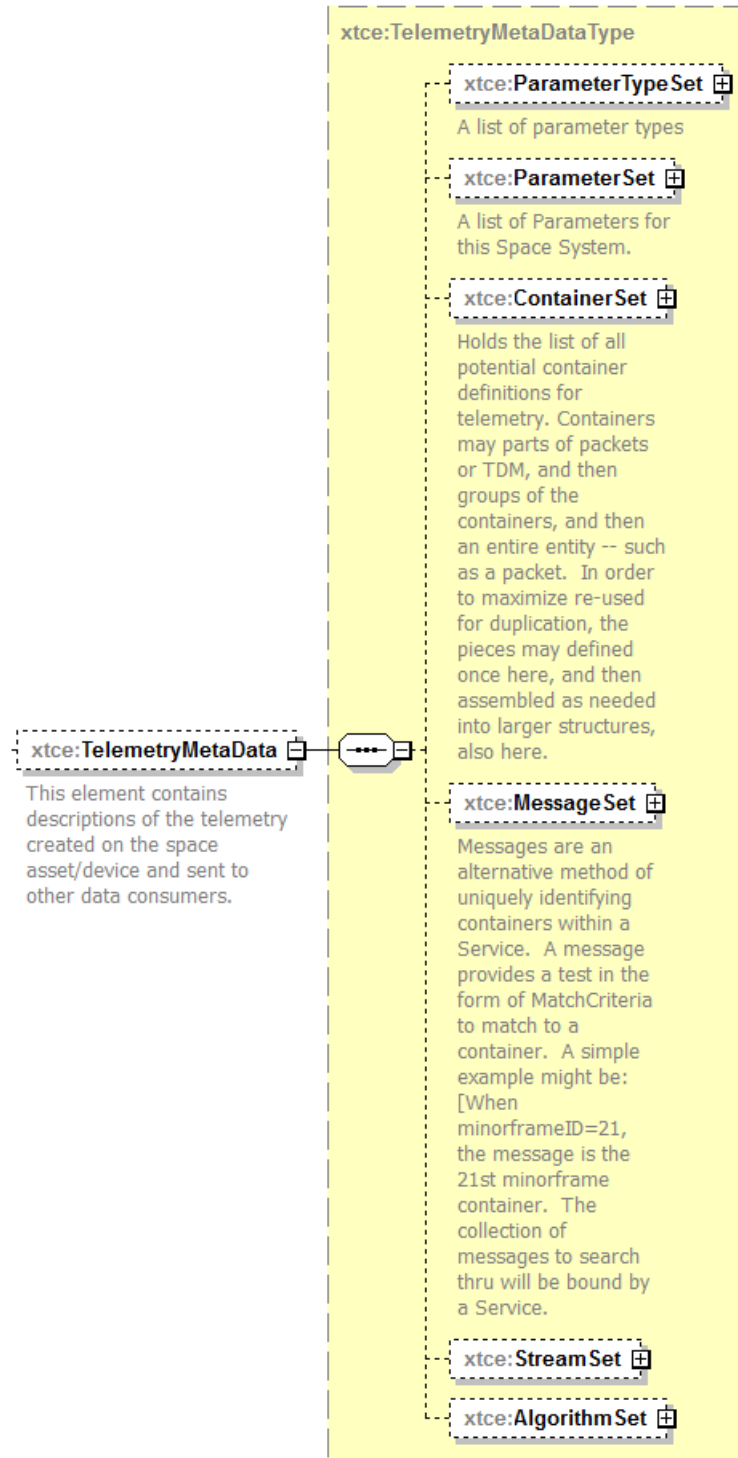 xtce:TelemetryMetaDataType
xtce:ParameterTypeSet
A list of parameter types
xtce:ParameterSet
A list of Parameters for
this Space System.
xtce:ContainerSet
Holds the list of all
potential container
definitions for
telemetry. Containers
may parts of packets
or TDM, and then
groups of the
containers, and then
an entire entity -- such
as a packet.  In order
to maximize re-used
for duplication, the
pieces may defined
once here, and then
assembled as needed
into larger structures,
also here.
xtce:TelemetryMetaData
This element contains
descriptions of the telemetry
created on the space
asset/device and sent to
other data consumers.
xtce:MessageSet
Messages are an
alternative method of
uniquely identifying
containers within a
Service.  A message
provides a test in the
form of MatchCriteria
to match to a
container.  A simple
example might be:
[When
minorframeID=21,
the message is the
21st minorframe
container.  The
collection of
messages to search
thru will be bound by
a Service.
xtce:StreamSet
xtce:AlgorithmSet